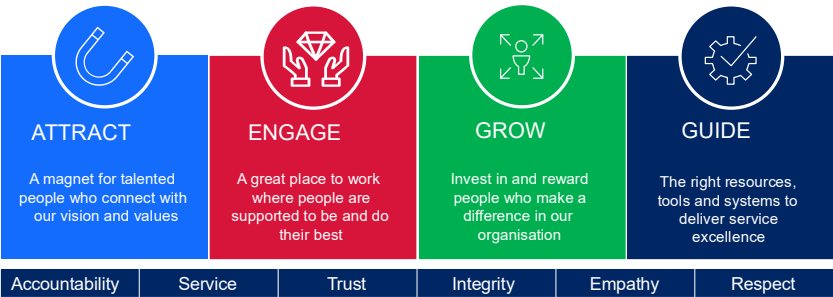 ATTRACT
A magnet for talented
people who connect with
our vision and values
ENGAGE
A great place to work
where people are
supported to be and do
their best
GROW
Invest in and reward
people who make a
difference in our
organisation
GUIDE
The right resources,
tools and systems to
deliver service
excellence
Accountability
Service
Trust
Integrity
Empathy
Respect